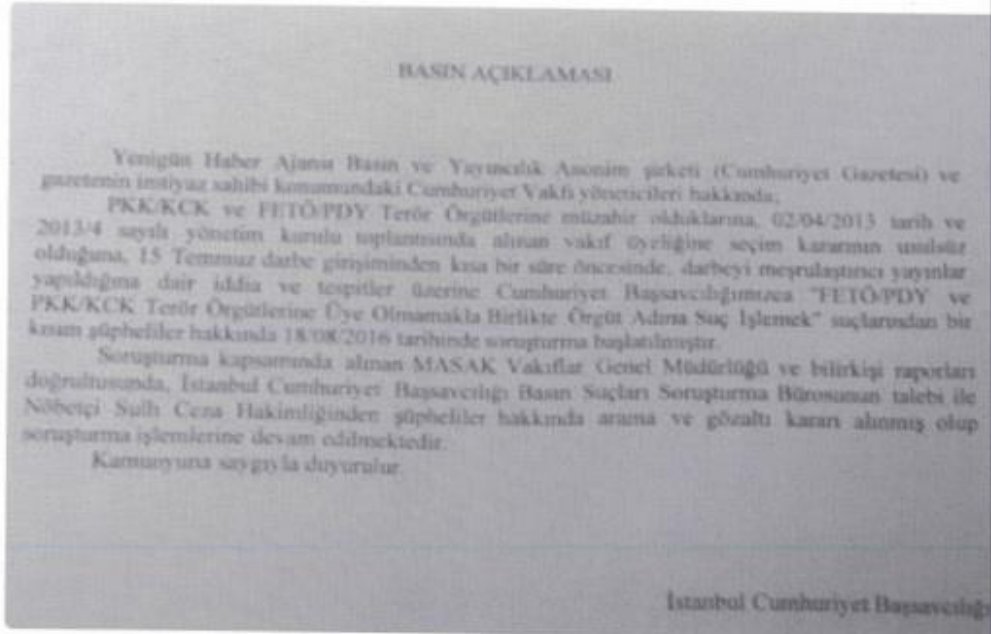 BASIN AÇIKLAMASI
Yenigün Haber Ajansı Basın ve Yayıncılık Anonim şirketi (Cumhuriyet Gazetesi) ve
gazetenin imtiyaz sahibi konumundaki Cumhuriyet Vakfı yöneticileri hakkında;
PKK/KCK ve FETÖ/PDY Terör Örgütlerine müzahir olduklarına, 02/04/2013 tarih ve
2013/4 sayılı yönetim kurulu toplantısında alınan vakıf üyeliğine seçim kararının usulsüz
olduğuna, 15 Temmuz darbe girişiminden kısa bir süre öncesinde, darbeyi meşrulaştırıcı yayınlar
yapıldığına dair iddia ve tespitler üzerine Cumhuriyet Başsavcılığımızca "FETÖ/PDY ve
PKK/KCK Terör Örgütlerine Üye Olmamakla Birlikte Örgüt Adına Suç İşlemek" suçlarından bir
kısım şüpheliler hakkında 18/08/2016 tarihinde soruşturma başlatılmıştır.
Soruşturma kapsamında alınan MASAK Vakıflar Genel Müdürlüğü ve bilirkişi raporları
doğrultusunda, İstanbul Cumhuriyet Başsavcılığı Basın Suçları Soruşturma Bürosunun talebi ile
Nöbetçi Sulh Ceza Hakimliğinden şüpheliler hakkında arama ve gözaltı kararı alınmış olup
soruşturma işlemlerine devam edilmektedir.
Kamuoyuna saygıyla duyurulur.
İstanbul Cumhuriyet Başsavcılığı